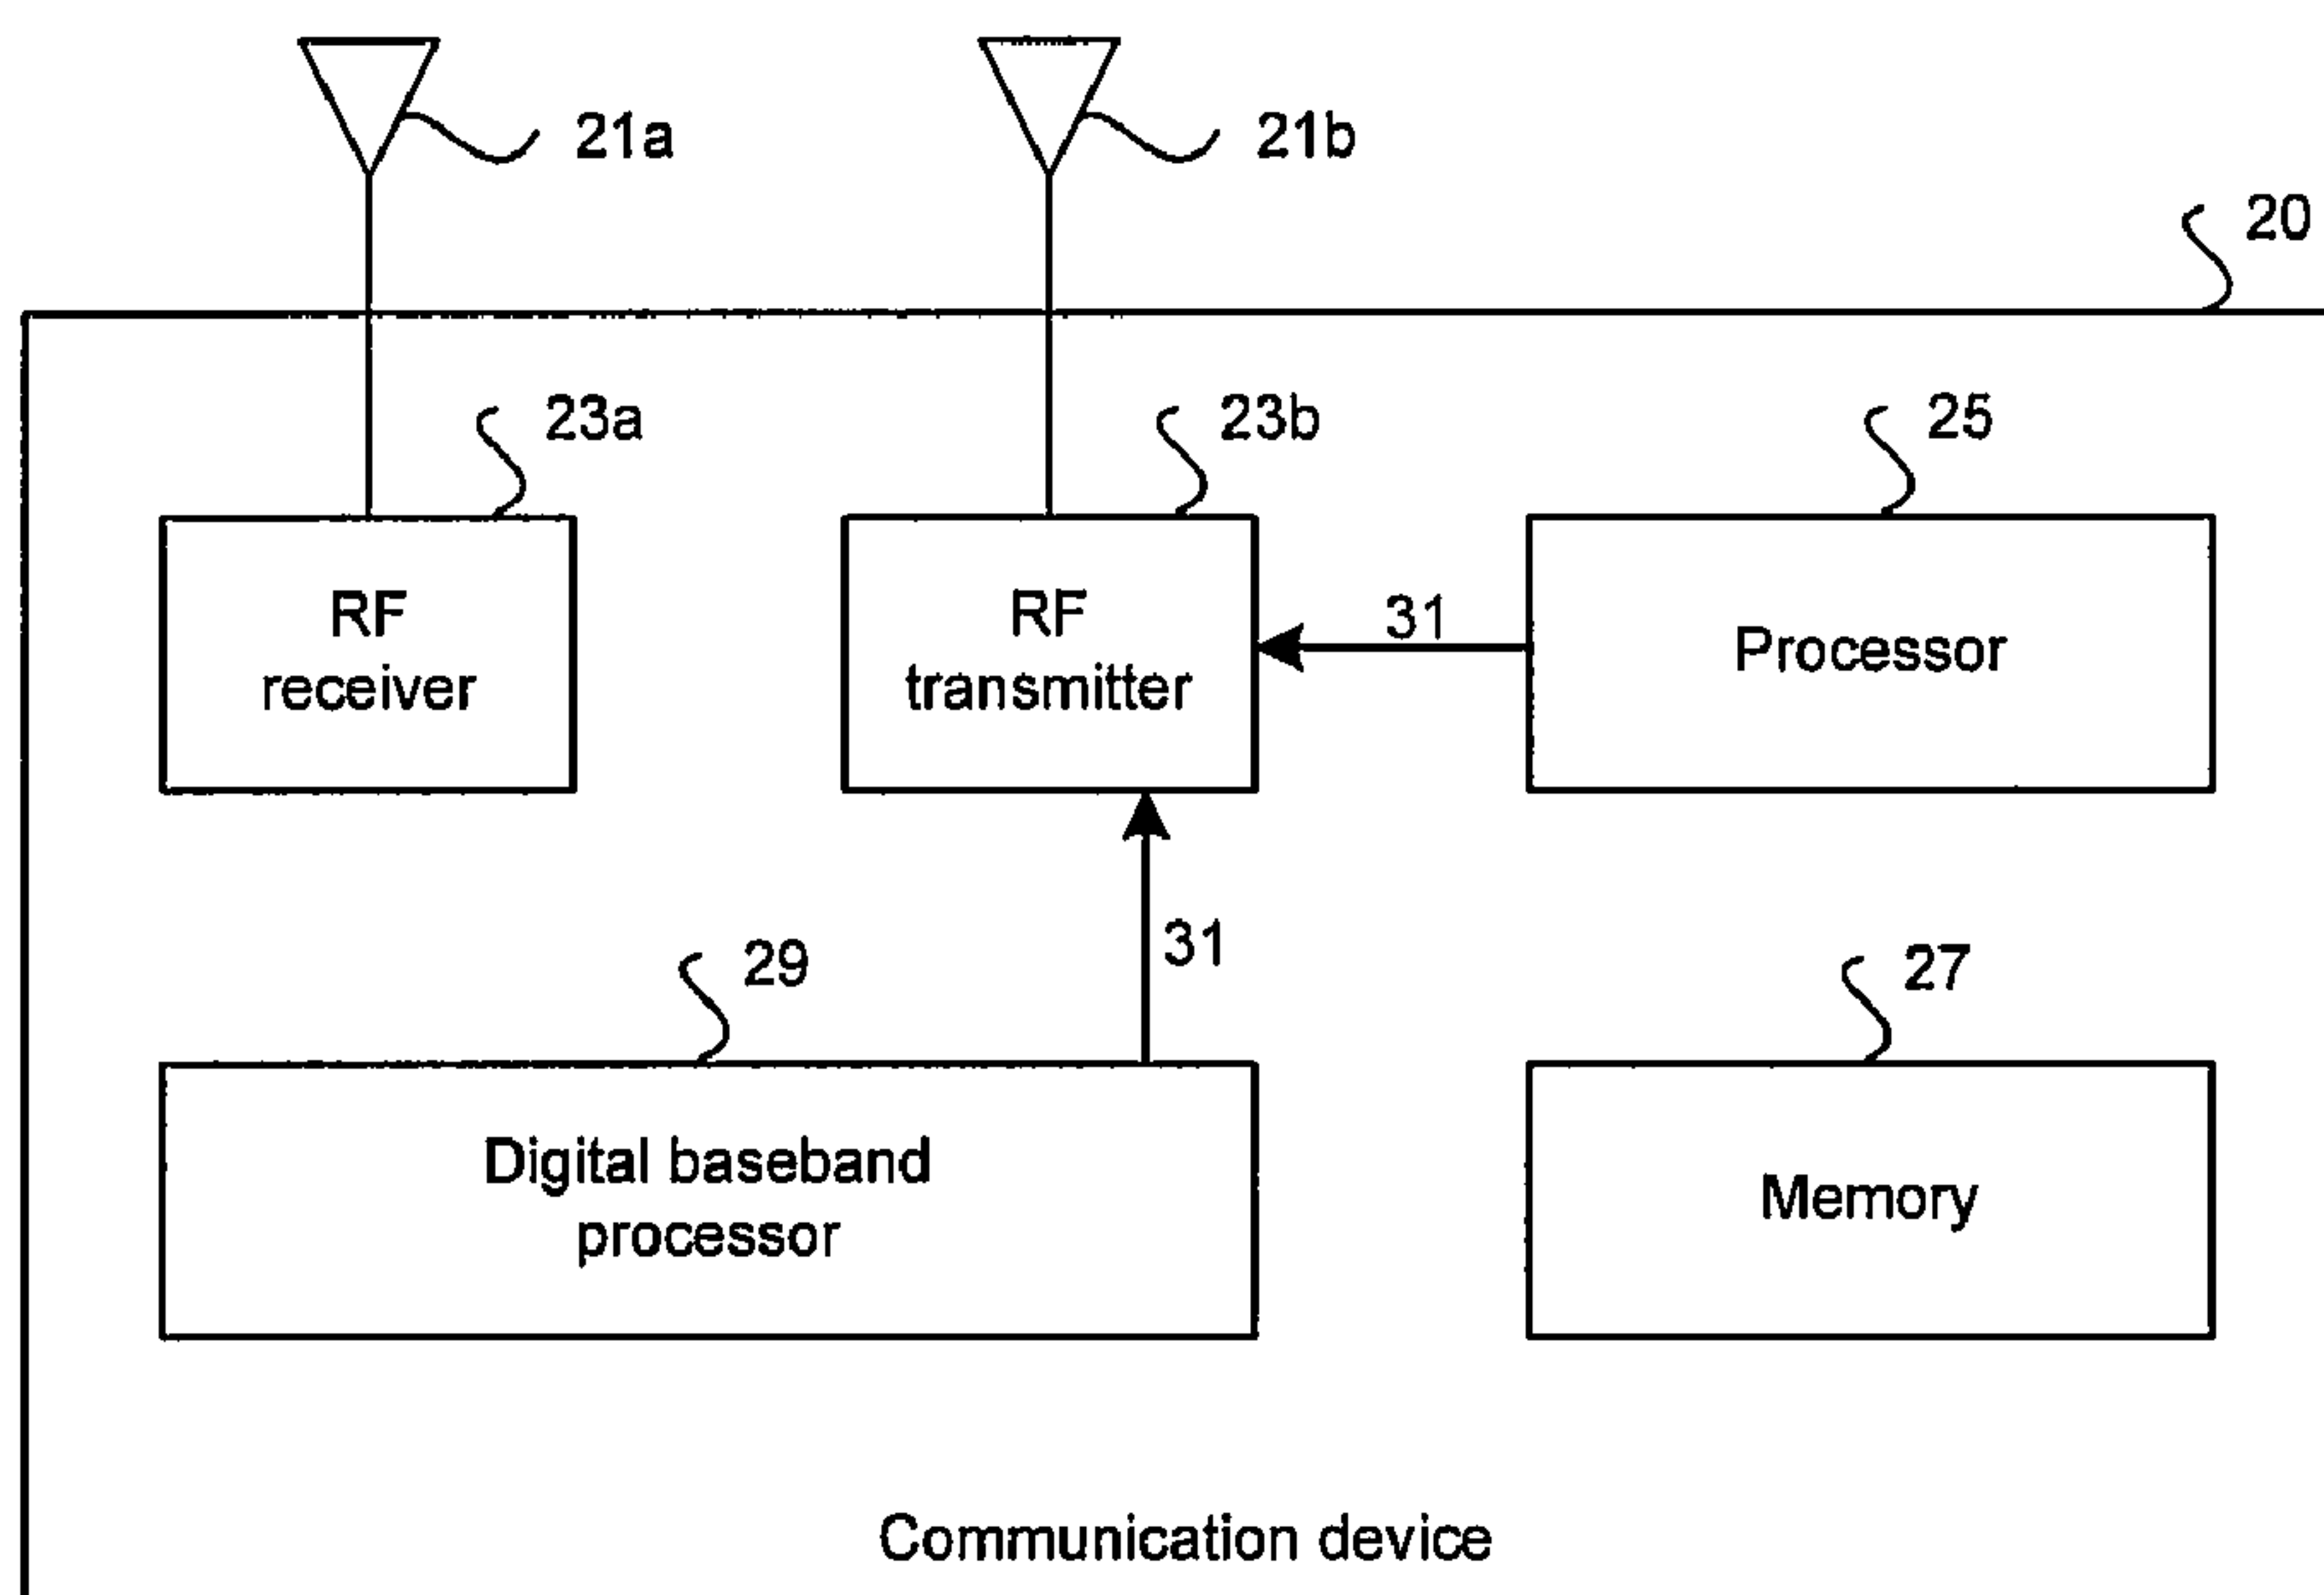 21a
21b
20
23a
23b
25
RF
receiver
RF
transmitter
31
Processor
31
29
27
Digital baseband
processor
Memory
Communication device